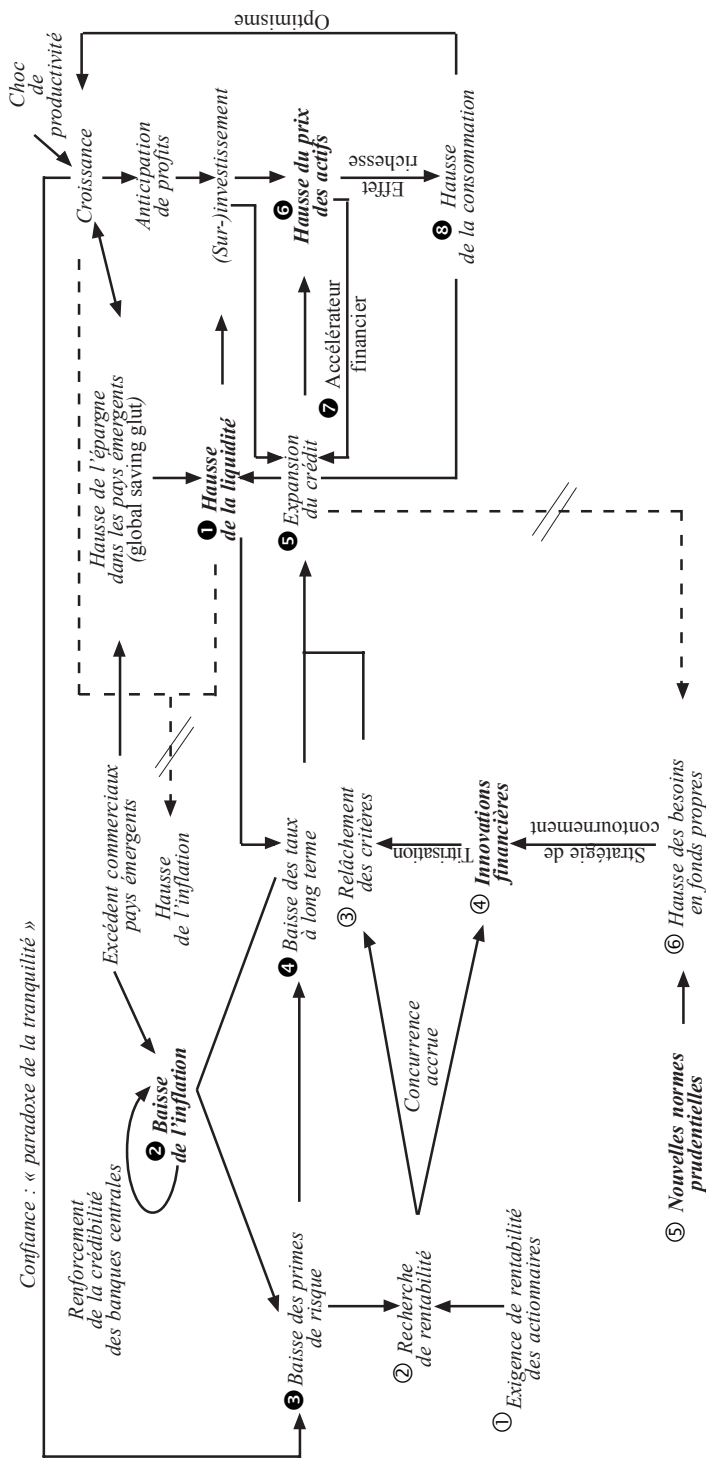 Confiance : « paradoxe de la tranquilité »
Choc
de
productivité
Renforcement
de la crédibilité
des banques centrales
Excédent commerciaux
pays émergents
Hausse de l’épargne
dans les pays émergents
(global saving glut)
Croissance
Optimisme
❷ Baisse
de l’inflation
Hausse
de l’inflation
Anticipation
de profits
❶ Hausse
de la liquidité
(Sur-)investissement
❸ Baisse des primes
de risque
❹ Baisse des taux
à long terme
❺ Expansion
du crédit
❻ Hausse du prix
des actifs
❼ Accélérateur
financier
Effet
richesse
② Recherche
de rentabilité
Concurrence
accrue
③ Relâchement
des critères
Titrisation
① Exigence de rentabilité
des actionnaires
④ Innovations
financières
❽ Hausse
de la consommation
Stratégie de
contournement
⑤ Nouvelles normes
prudentielles
⑥ Hausse des besoins
en fonds propres